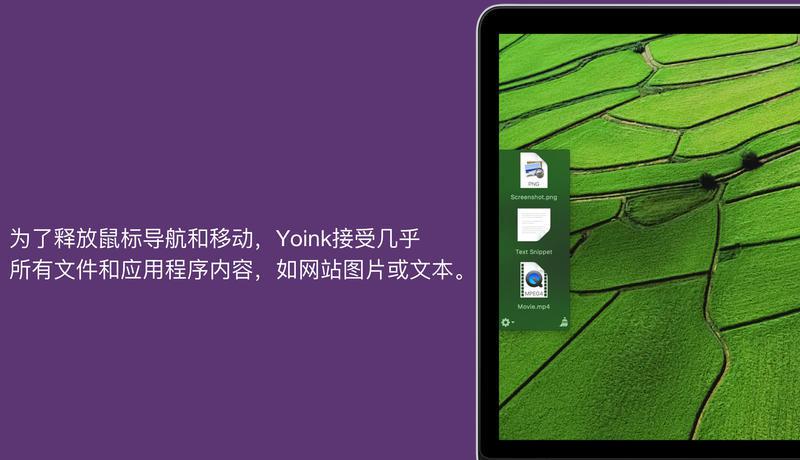 为了释放鼠标导航和移动，Yoink接受几乎
所有文件和应用程序内容，如网站图片或文本。
PNG
Screenshot.png
Text Snippet
MPEG4
Movie.mp4